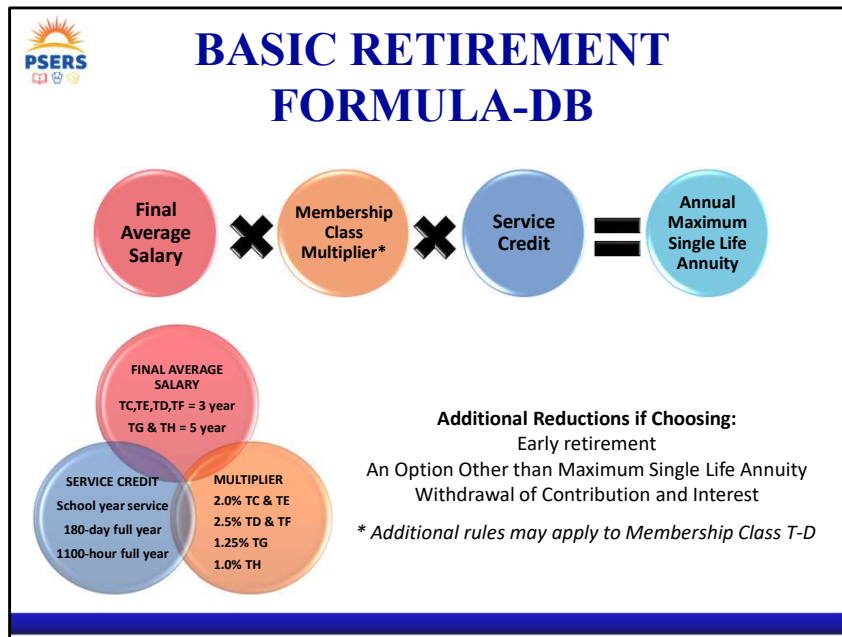 PSERS
BASIC RETIREMENT
FORMULA-DB
Final
Average
Salary
Membership
Class
Multiplier*
Service
Credit
Annual
Maximum
Single Life
Annuity
FINAL AVERAGE
SALARY
TC,TE,TD,TF = 3 year
TG & TH = 5 year
SERVICE CREDIT
School year service
180-day full year
1100-hour full year
MULTIPLIER
2.0% TC & TE
2.5% TD & TF
1.25% TG
1.0% TH
Additional Reductions if Choosing:
Early retirement
An Option Other than Maximum Single Life Annuity
Withdrawal of Contribution and Interest
* Additional rules may apply to Membership Class T-D